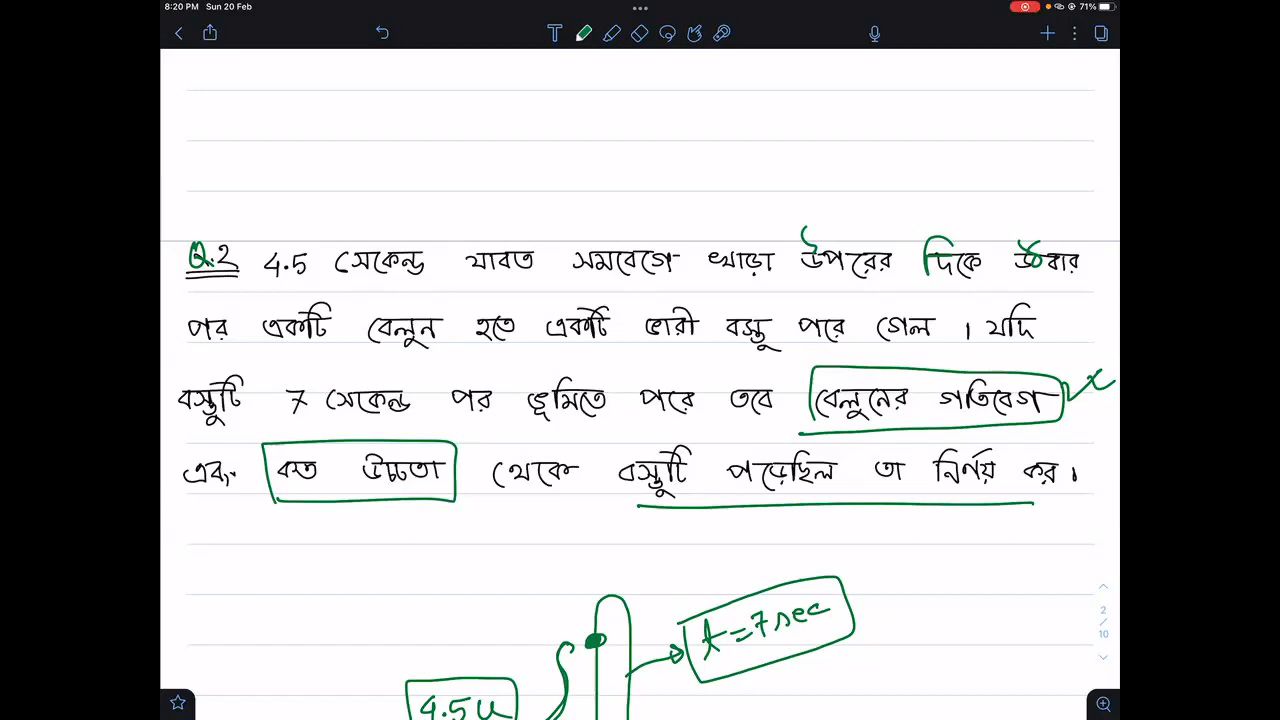 8:20 PM Sun 20 Feb
71%
Q.2 4.5 সেকেন্ড যাবত সমবেগে খাড়া উপরের দিকে উঠবার
পর একটি বেলুন হতে একটি ভারী বস্তু পরে গেল । যদি
বস্তুটি 7 সেকেন্ড পর ভূমিতে পরে তবে বেলুনের গতিবেগ
এবং কত উচ্চতা থেকে বস্তুটি পড়েছিল তা নির্ণয় কর ।
t = 7 sec
4.5 u
2
/
10